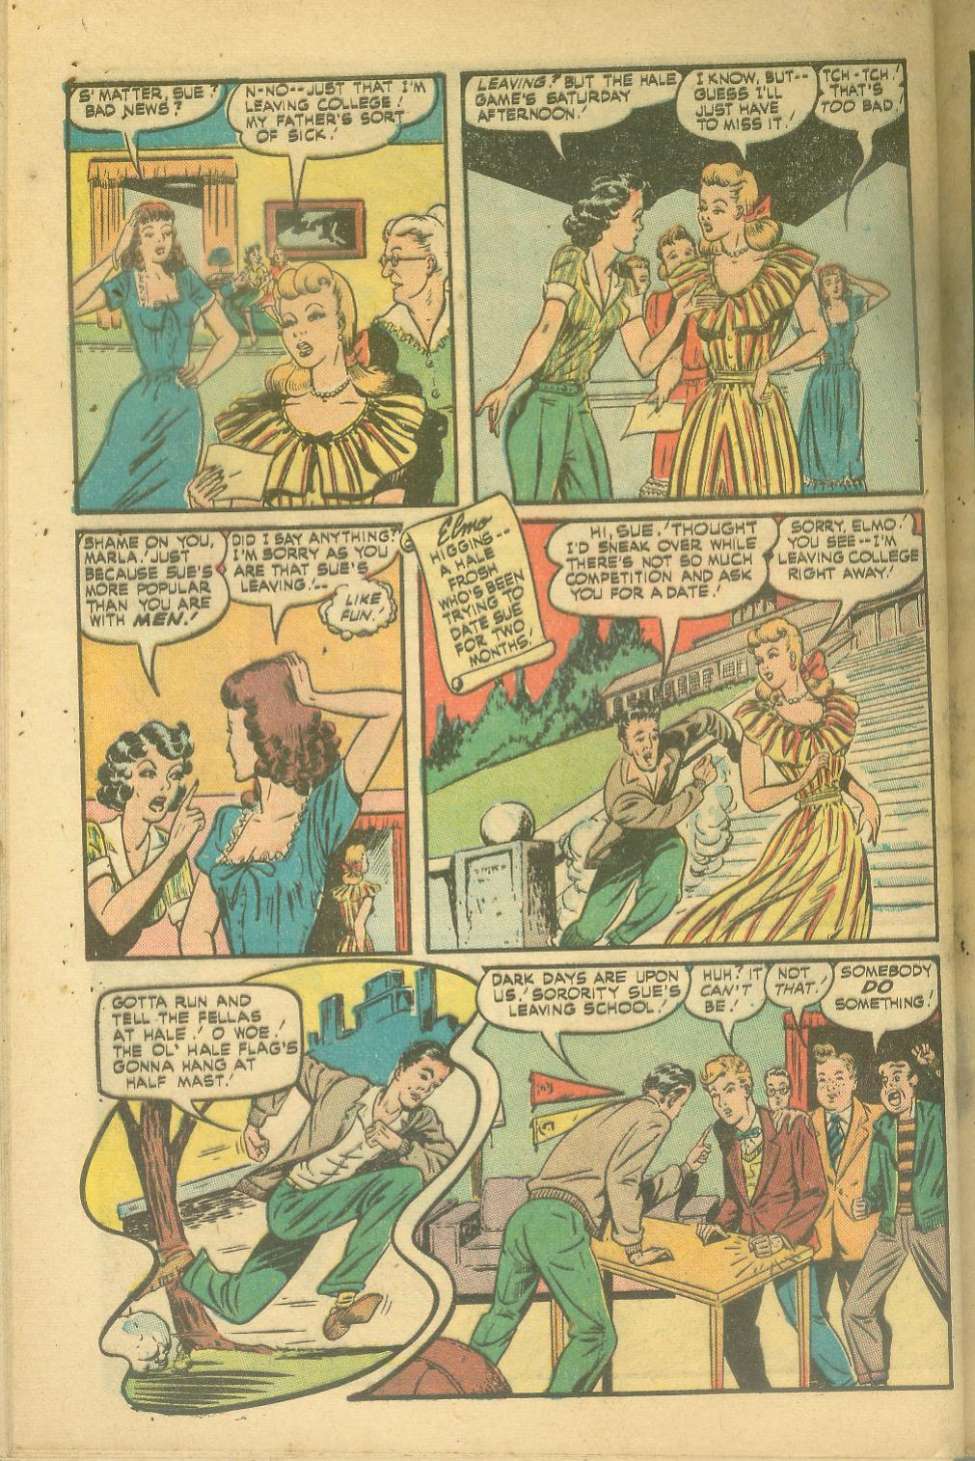 S' MATTER, SUE?
BAD NEWS?
N-NO--JUST THAT I'M
LEAVING COLLEGE!
MY FATHER'S SORT
OF SICK!
LEAVING? BUT THE HALE
GAME'S SATURDAY
AFTERNOON!
I KNOW, BUT--
GUESS I'LL
JUST HAVE
TO MISS IT!
TCH-TCH!
THAT'S
TOO BAD!
SHAME ON YOU,
MARLA! JUST
BECAUSE SUE'S
MORE POPULAR
THAN YOU ARE
WITH MEN!
DID I SAY ANYTHING?
I'M SORRY AS YOU
ARE THAT SUE'S
LEAVING!--
LIKE
FUN!
Elmo
HIGGINS--
A HALE
FROSH
WHO'S BEEN
TRYING TO
DATE SUE
FOR TWO
MONTHS!
HI, SUE! THOUGHT
I'D SNEAK OVER WHILE
THERE'S NOT SO MUCH
COMPETITION AND ASK
YOU FOR A DATE!
SORRY, ELMO!
YOU SEE--I'M
LEAVING COLLEGE
RIGHT AWAY!
GOTTA RUN AND
TELL THE FELLAS
AT HALE! O WOE!
THE OL' HALE FLAG'S
GONNA HANG AT
HALF MAST!
DARK DAYS ARE UPON
US! SORORITY SUE'S
LEAVING SCHOOL!
HUH? IT
CAN'T
BE!
NOT
THAT!
SOMEBODY
DO
SOMETHING!